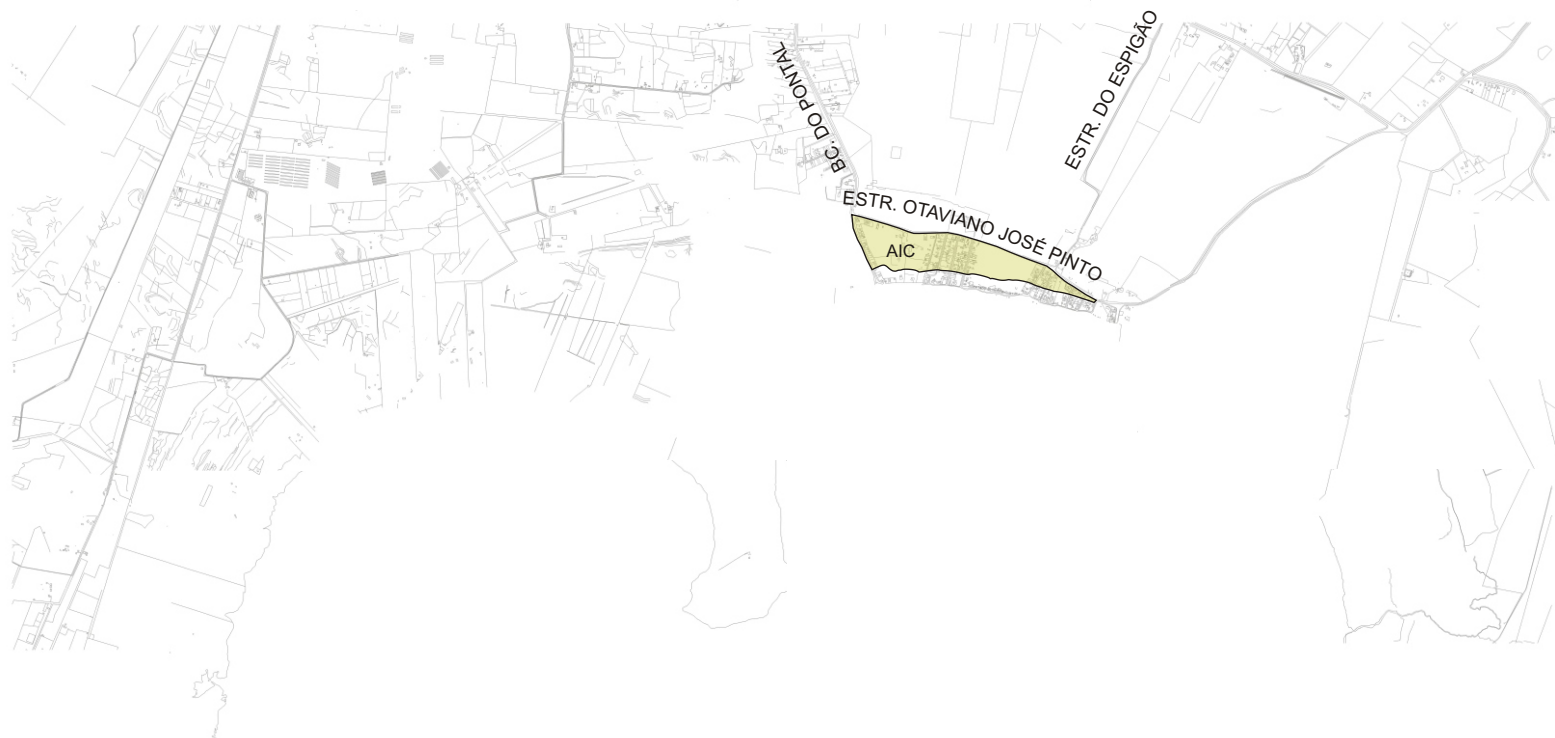 BC. DO PONTAL
ESTR. DO ESPIGÃO
ESTR. OTAVIANO JOSÉ PINTO
AIC